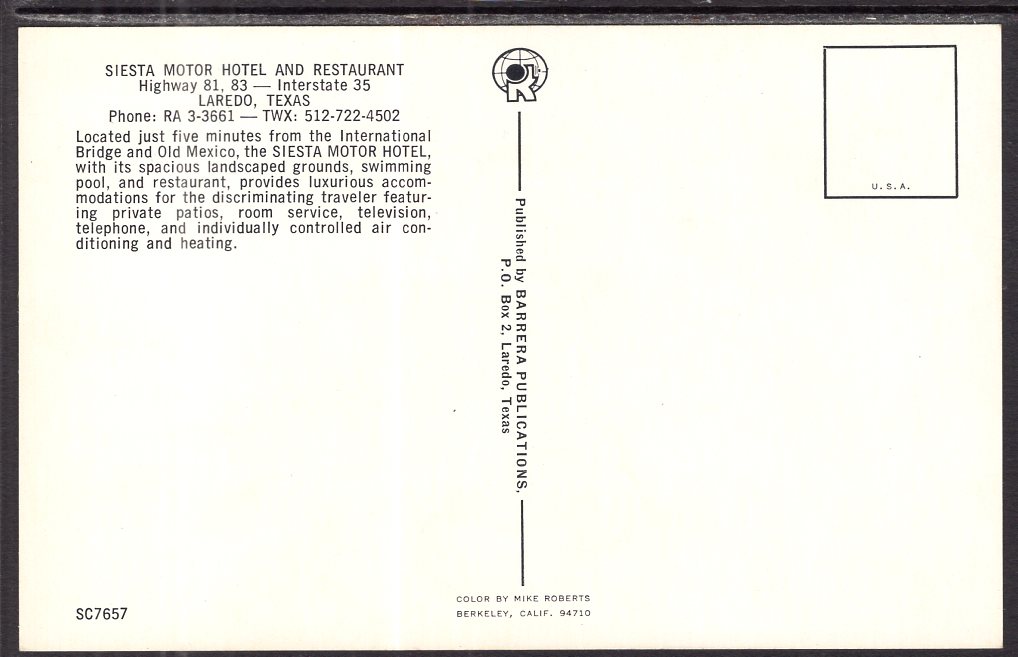 SIESTA MOTOR HOTEL AND RESTAURANT
Highway 81, 83 — Interstate 35
LAREDO, TEXAS
Phone: RA 3-3661 — TWX: 512-722-4502
Located just five minutes from the International
Bridge and Old Mexico, the SIESTA MOTOR HOTEL,
with its spacious landscaped grounds, swimming
pool, and restaurant, provides luxurious accom-
modations for the discriminating traveler featur-
ing private patios, room service, television,
telephone, and individually controlled air con-
ditioning and heating.
SC7657
Published by BARRERA PUBLICATIONS,
P.O. Box 2, Laredo, Texas
COLOR BY MIKE ROBERTS
BERKELEY, CALIF. 94710
U.S.A.